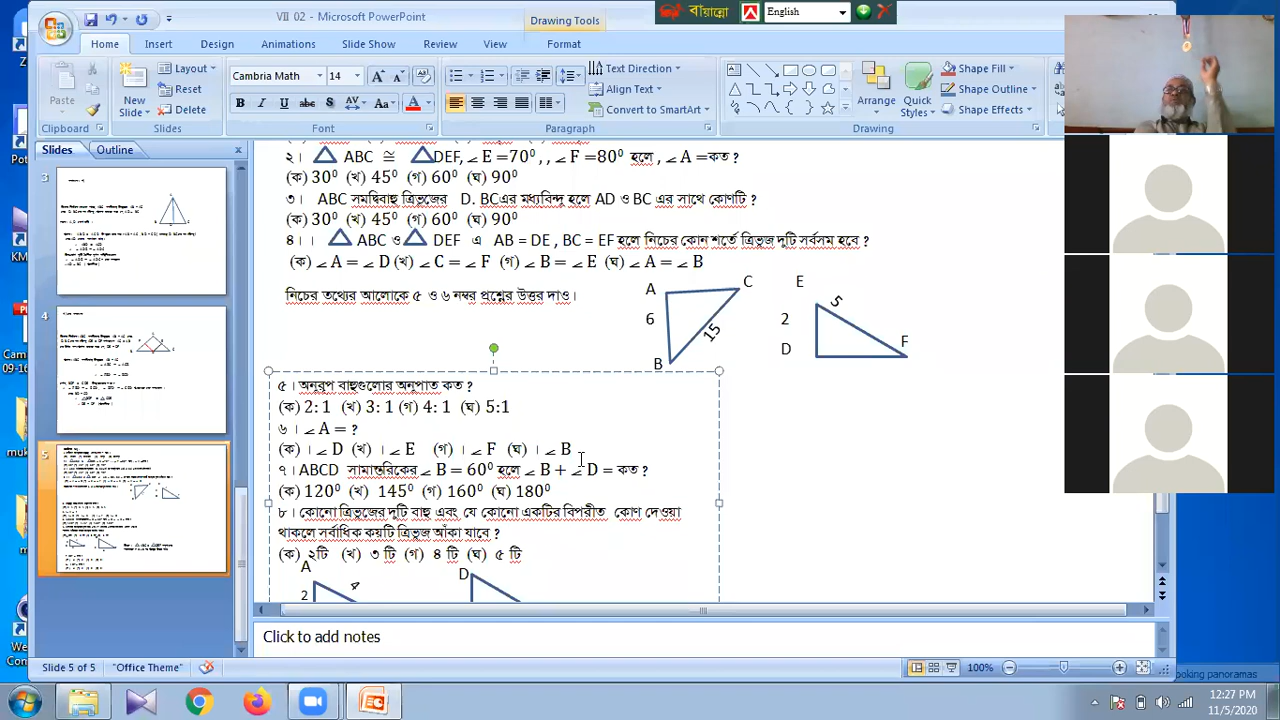 VII 02 - Microsoft PowerPoint
Drawing Tools
বায়ান্নো
English
Home Insert Design Animations Slide Show Review View Format
Paste
New Slide
Layout
Reset
Delete
Cambria Math 14
B I U S AV Aa A
Text Direction
Align Text
Convert to SmartArt
Arrange
Quick Styles
Shape Fill
Shape Outline
Shape Effects
Clipboard Slides Font Paragraph Drawing
Slides Outline
3
4
5
২। ABC ≅ DEF, ∠E =70⁰ , ,∠F =80⁰ হলে , ∠A =কত ?
(ক) 30⁰ (খ) 45⁰ (গ) 60⁰ (ঘ) 90⁰
৩। ABC সমদ্বিবাহু ত্রিভুজের D. BCএর মধ্যবিন্দু হলে AD ও BC এর সাথে কোণটি ?
(ক) 30⁰ (খ) 45⁰ (গ) 60⁰ (ঘ) 90⁰
৪। ABC ও DEF এ AB = DE , BC = EF হলে নিচের কোন শর্তে ত্রিভুজ দুটি সর্বসম হবে ?
(ক) ∠A = ∠D (খ) ∠C = ∠F (গ) ∠B = ∠E (ঘ) ∠A = ∠B
নিচের তথ্যের আলোকে ৫ ও ৬ নম্বর প্রশ্নের উত্তর দাও।
A C
6 15
B
E 5
2
D F
৫। অনুরূপ বাহুগুলোর অনুপাত কত ?
(ক) 2: 1 (খ) 3: 1 (গ) 4: 1 (ঘ) 5:1
৬ । ∠A = ?
(ক) । ∠D (খ) । ∠E (গ) । ∠F (ঘ) । ∠B
৭। ABCD সামান্তরিকের ∠B = 60⁰ হলে ∠B + ∠D = কত ?
(ক) 120⁰ (খ) 145⁰ (গ) 160⁰ (ঘ) 180⁰
৮। কোনো ত্রিভুজের দুটি বাহু এবং যে কোনো একটির বিপরীত কোণ দেওয়া
থাকলে সর্বাধিক কয়টি ত্রিভুজ আঁকা যাবে ?
(ক) ২টি (খ) ৩ টি (গ) ৪ টি (ঘ) ৫ টি
A 4 D
2
Click to add notes
Slide 5 of 5 "Office Theme" 100%
ooking panoramas
12:27 PM
11/5/2020